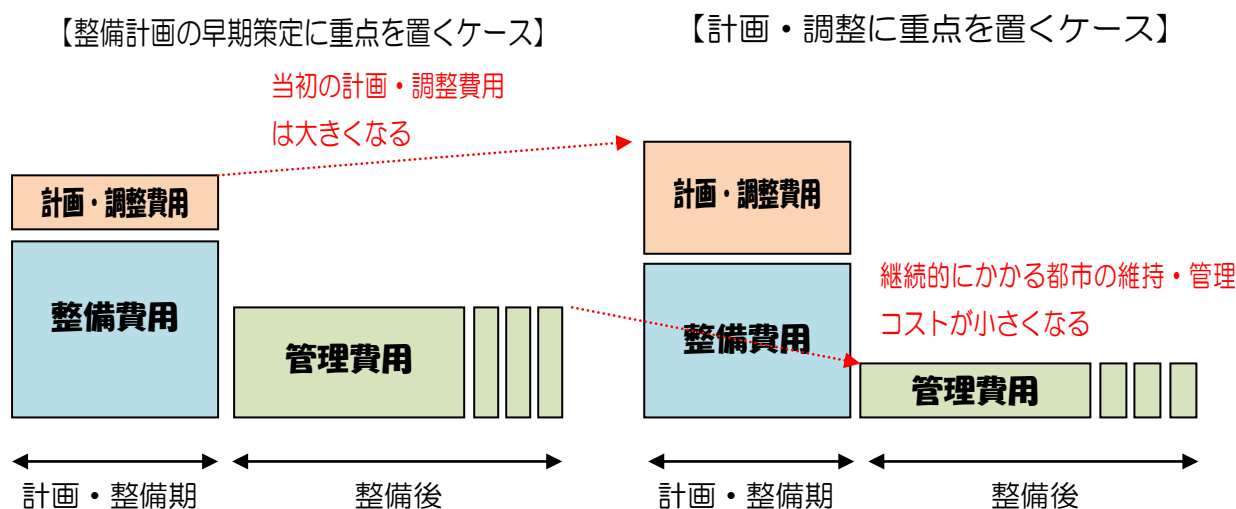 【整備計画の早期策定に重点を置くケース】
当初の計画・調整費用
は大きくなる
計画・調整費用
整備費用
管理費用
計画・整備期
整備後
【計画・調整に重点を置くケース】
計画・調整費用
整備費用
継続的にかかる都市の維持・管理
コストが小さくなる
管理費用
計画・整備期
整備後